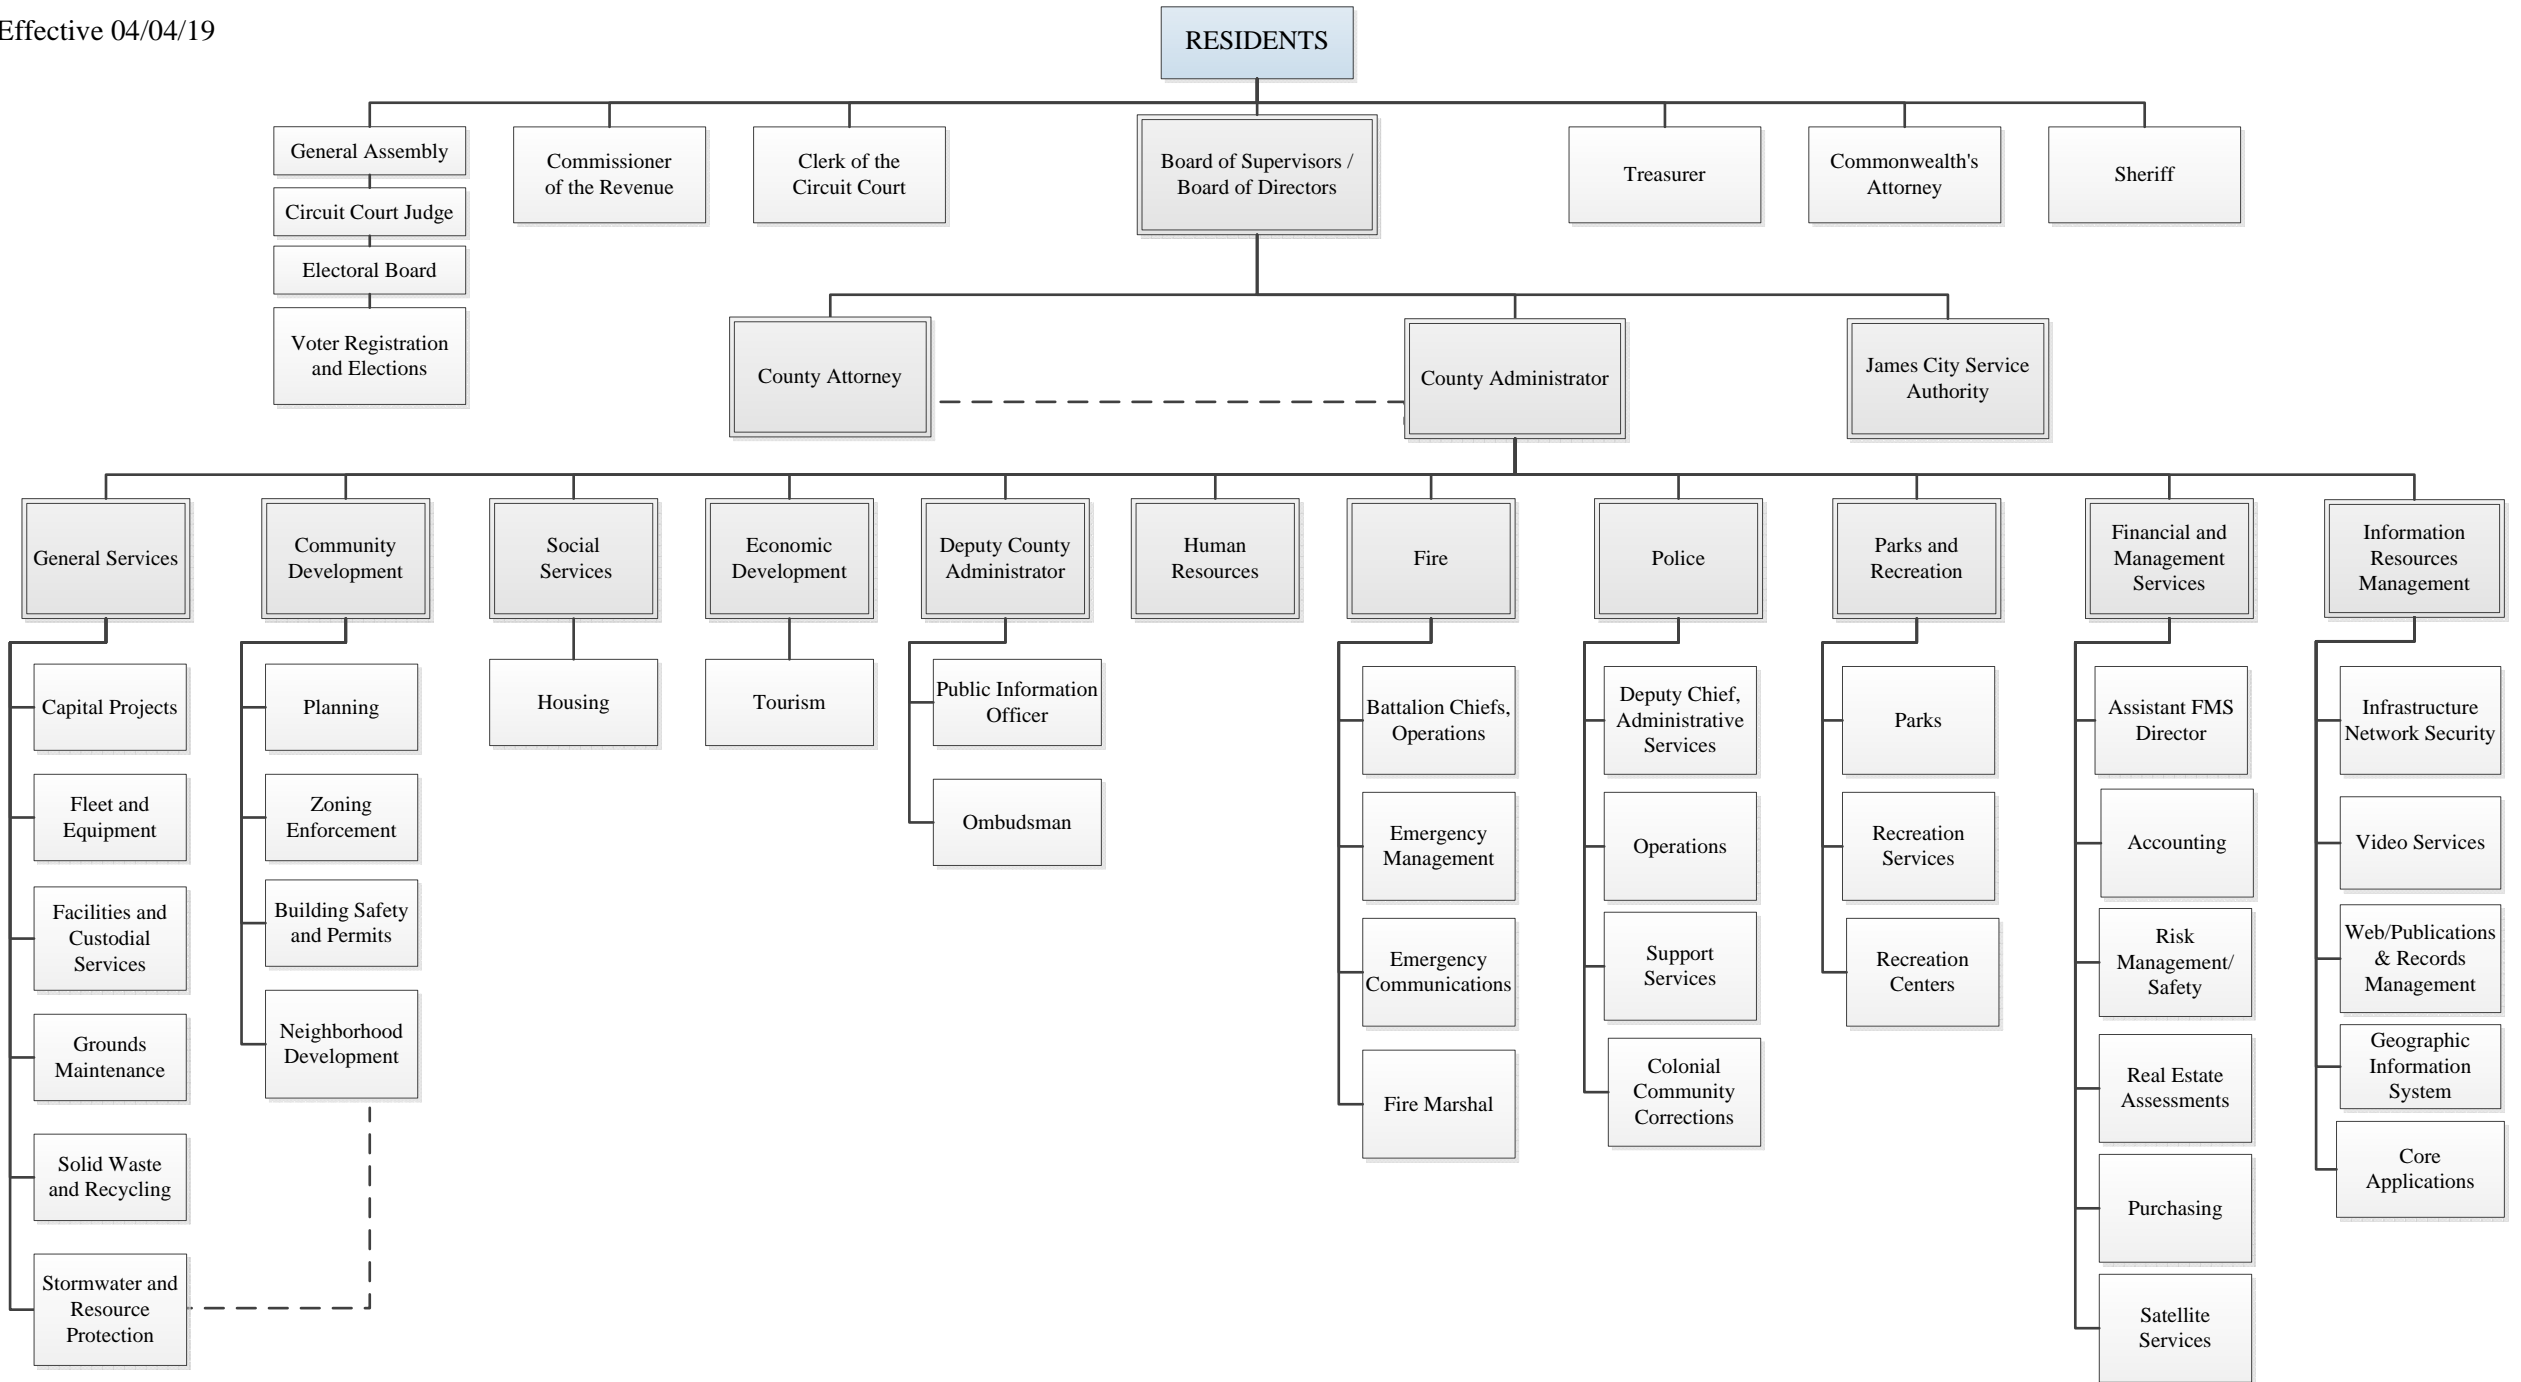 Effective 04/04/19
RESIDENTS
General Assembly
Circuit Court Judge
Electoral Board
Voter Registration
and Elections
Commissioner
of the Revenue
Clerk of the
Circuit Court
Board of Supervisors /
Board of Directors
Treasurer
Commonwealth's
Attorney
Sheriff
County Attorney
County Administrator
James City Service
Authority
General Services
Capital Projects
Fleet and
Equipment
Facilities and
Custodial
Services
Grounds
Maintenance
Solid Waste
and Recycling
Stormwater and
Resource
Protection
Community
Development
Planning
Zoning
Enforcement
Building Safety
and Permits
Neighborhood
Development
Social
Services
Housing
Economic
Development
Tourism
Deputy County
Administrator
Public Information
Officer
Ombudsman
Human
Resources
Fire
Battalion Chiefs,
Operations
Emergency
Management
Emergency
Communications
Fire Marshal
Police
Deputy Chief,
Administrative
Services
Operations
Support
Services
Colonial
Community
Corrections
Parks and
Recreation
Parks
Recreation
Services
Recreation
Centers
Financial and
Management
Services
Assistant FMS
Director
Accounting
Risk
Management/
Safety
Real Estate
Assessments
Purchasing
Satellite
Services
Information
Resources
Management
Infrastructure
Network Security
Video Services
Web/Publications
& Records
Management
Geographic
Information
System
Core
Applications